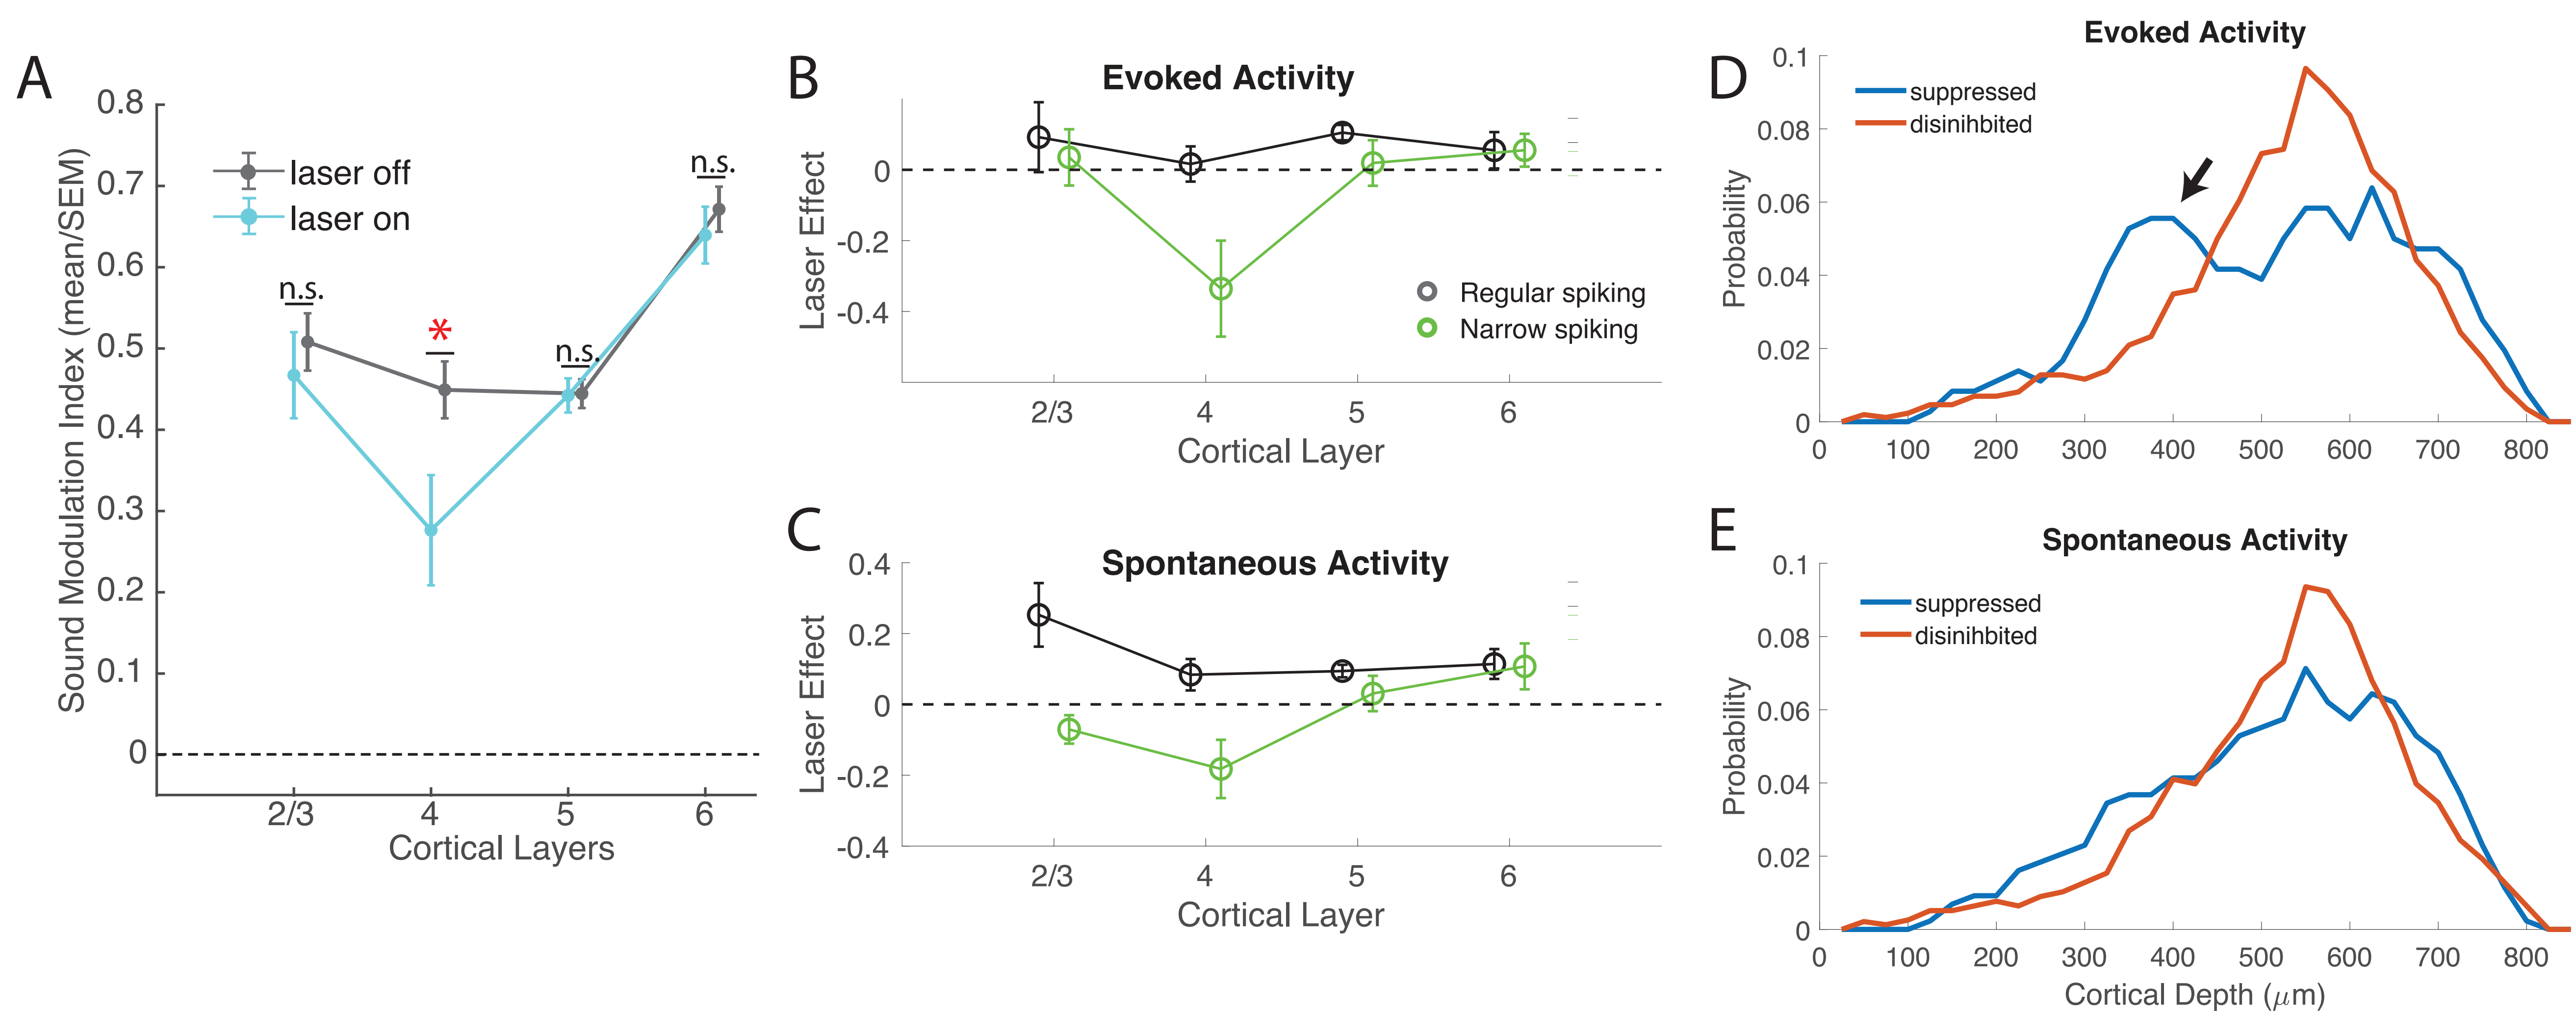 A
Sound Modulation Index (mean/SEM)
0.8
0.7
0.6
0.5
0.4
0.3
0.2
0.1
0
laser off
laser on
n.s.
*
n.s.
n.s.
2/3 4 5 6
Cortical Layers
B
Evoked Activity
Laser Effect
0
-0.2
-0.4
Regular spiking
Narrow spiking
2/3 4 5 6
Cortical Layer
C
Spontaneous Activity
Laser Effect
0.4
0.2
0
-0.2
-0.4
2/3 4 5 6
Cortical Layer
D
Evoked Activity
Probability
0.1
0.08
0.06
0.04
0.02
0
suppressed
disinihbited
0 100 200 300 400 500 600 700 800
E
Spontaneous Activity
Probability
0.1
0.08
0.06
0.04
0.02
0
suppressed
disinihbited
0 100 200 300 400 500 600 700 800
Cortical Depth (μm)